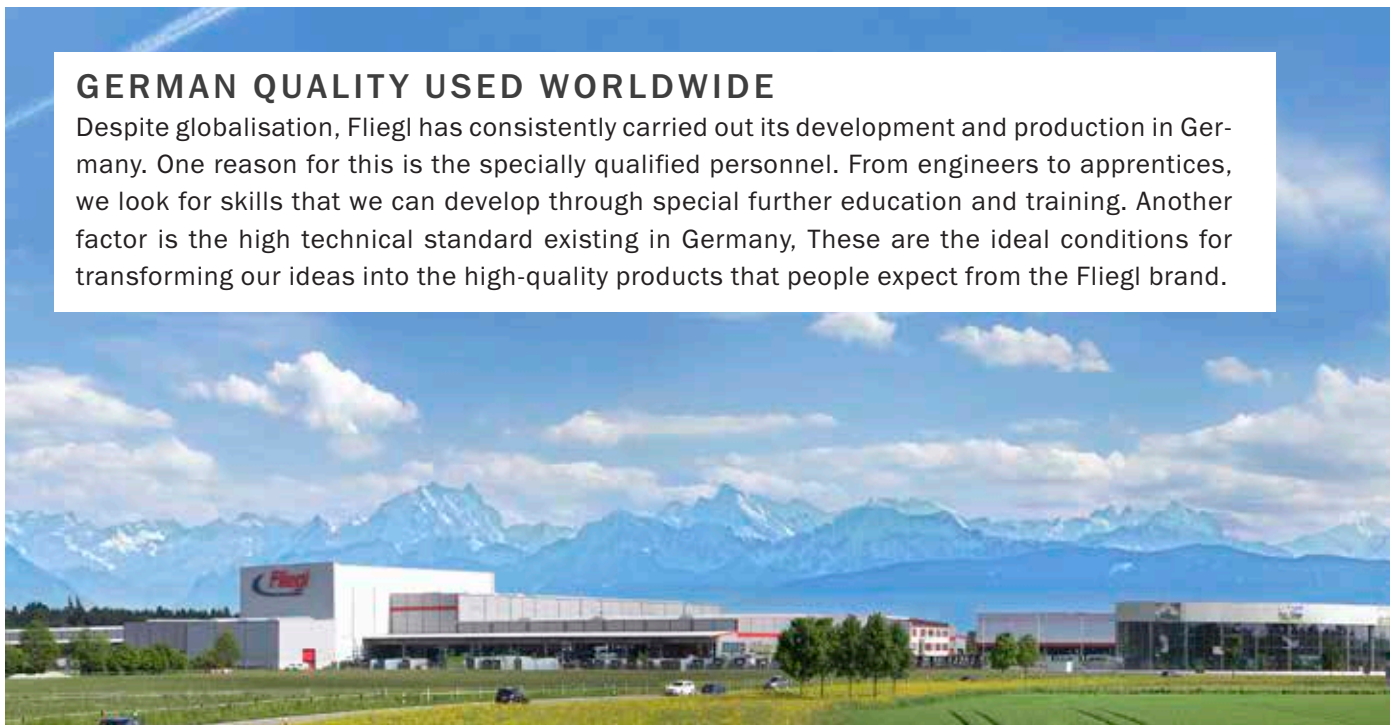 GERMAN QUALITY USED WORLDWIDE
Despite globalisation, Fliegl has consistently carried out its development and production in Ger-
many. One reason for this is the specially qualified personnel. From engineers to apprentices,
we look for skills that we can develop through special further education and training. Another
factor is the high technical standard existing in Germany, These are the ideal conditions for
transforming our ideas into the high-quality products that people expect from the Fliegl brand.
Fliegl